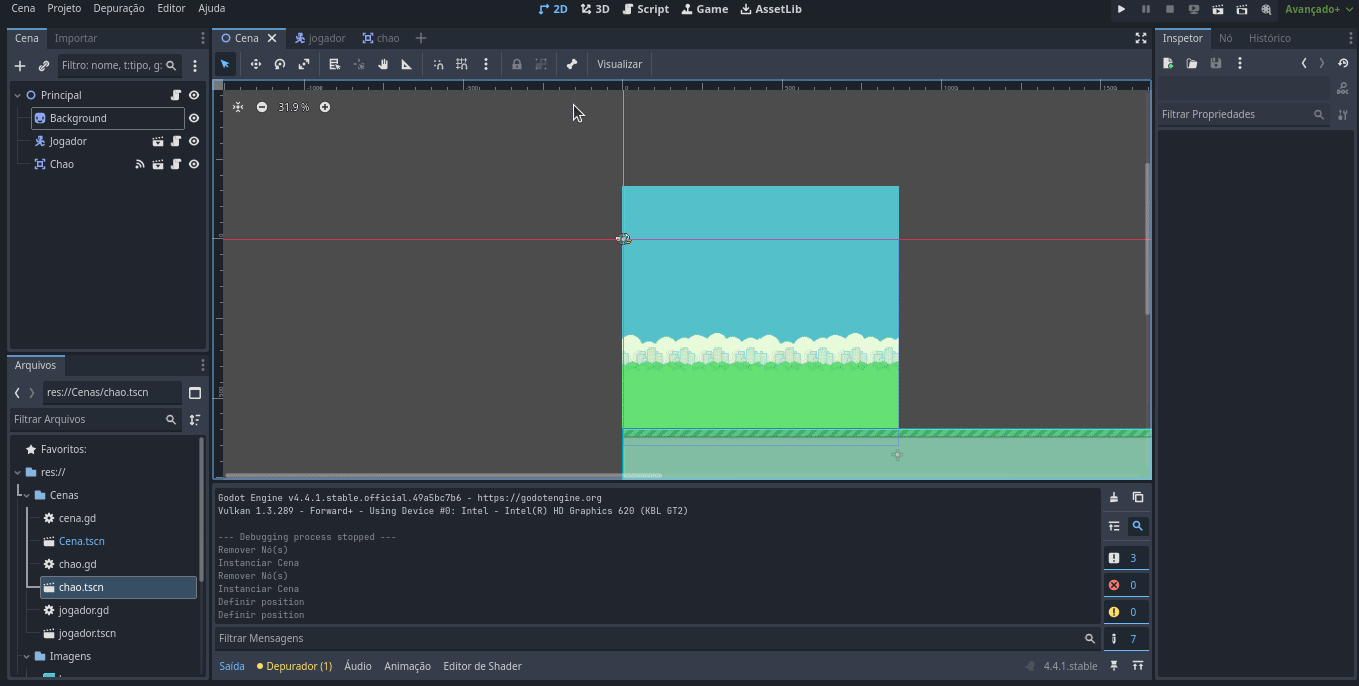 Cena Projeto Depuração Editor Ajuda 2D 3D Script Game AssetLib Avançado+
Cena Importar
Filtro: nome, t:tipo, g:
Principal
Background
Jogador
Chao
Arquivos
res://Cenas/chao.tscn
Filtrar Arquivos
Favoritos:
res://
Cenas
cena.gd
Cena.tscn
chao.gd
chao.tscn
jogador.gd
jogador.tscn
Imagens
Cena jogador chao
Visualizar
-1000 -500 0 500 1000 1500
31.9 %
0
500
Godot Engine v4.4.1.stable.official.49a5bc7b6 - https://godotengine.org
Vulkan 1.3.289 - Forward+ - Using Device #0: Intel - Intel(R) HD Graphics 620 (KBL GT2)
--- Debugging process stopped ---
Remover Nó(s)
Instanciar Cena
Remover Nó(s)
Instanciar Cena
Definir position
Definir position
3
0
0
7
Filtrar Mensagens
Saída Depurador (1) Áudio Animação Editor de Shader 4.4.1.stable
Inspetor Nó Histórico
Filtrar Propriedades